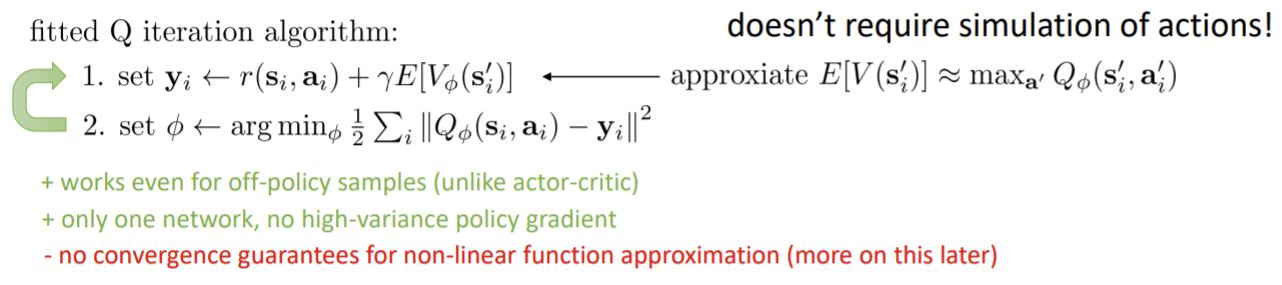 doesn't require simulation of actions!
fitted Q iteration algorithm:
1. set $\mathbf{y}_i \leftarrow r(\mathbf{s}_i, \mathbf{a}_i) + \gamma E[V_\phi(\mathbf{s}'_i)]$ ⟵ approxiate $E[V(\mathbf{s}'_i)] \approx \max_{\mathbf{a}'} Q_\phi(\mathbf{s}'_i, \mathbf{a}'_i)$
2. set $\phi \leftarrow \arg\min_\phi \frac{1}{2} \sum_i \|Q_\phi(\mathbf{s}_i, \mathbf{a}_i) - \mathbf{y}_i\|^2$
+ works even for off-policy samples (unlike actor-critic)
+ only one network, no high-variance policy gradient
- no convergence guarantees for non-linear function approximation (more on this later)